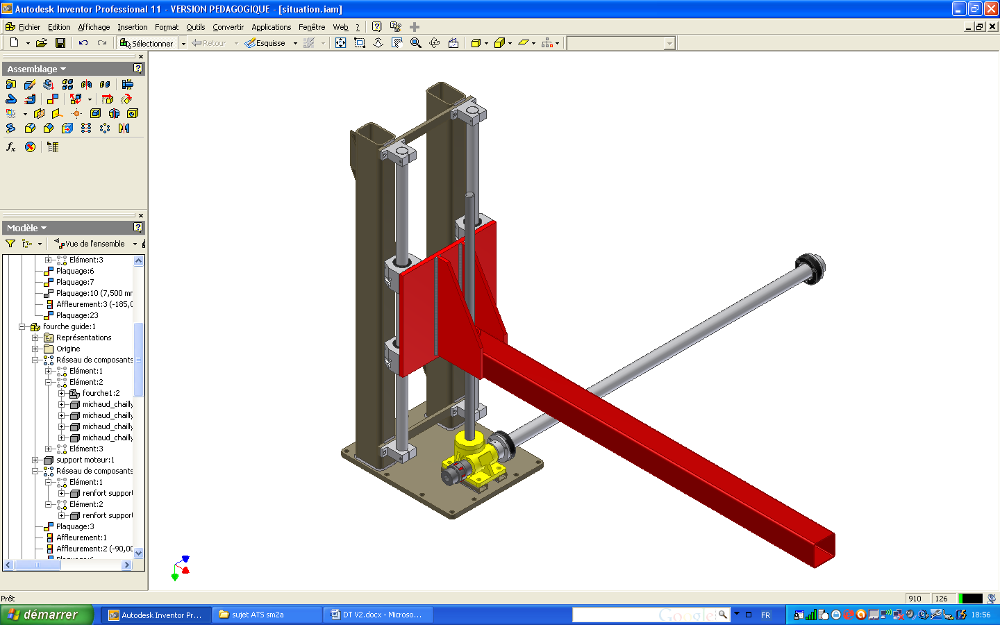 Autodesk Inventor Professional 11 - VERSION PEDAGOGIQUE - [situation.iam]
Fichier Edition Affichage Insertion Format Outils Convertir Applications Fenêtre Web ?
Sélectionner Retour Esquisse
Assemblage
fx
Modèle
Vue de l'ensemble
Elément:3
Plaquage:6
Plaquage:7
Plaquage:10 (7,500 mr
Affleurement:3 (-185,0
Plaquage:23
fourche guide:1
Représentations
Origine
Réseau de composants
Elément:1
Elément:2
fourche1:2
michaud_chailly
michaud_chailly
michaud_chailly
michaud_chailly
Elément:3
support moteur:1
Réseau de composants
Elément:1
renfort suppor
Elément:2
renfort suppor
Plaquage:3
Affleurement:1
Affleurement:2 (-90,00
Prêt
910 126
démarrer
Autodesk Inventor Pr...
sujet ATS sm2a
DT V2.docx - Microso...
Google
FR
18:56